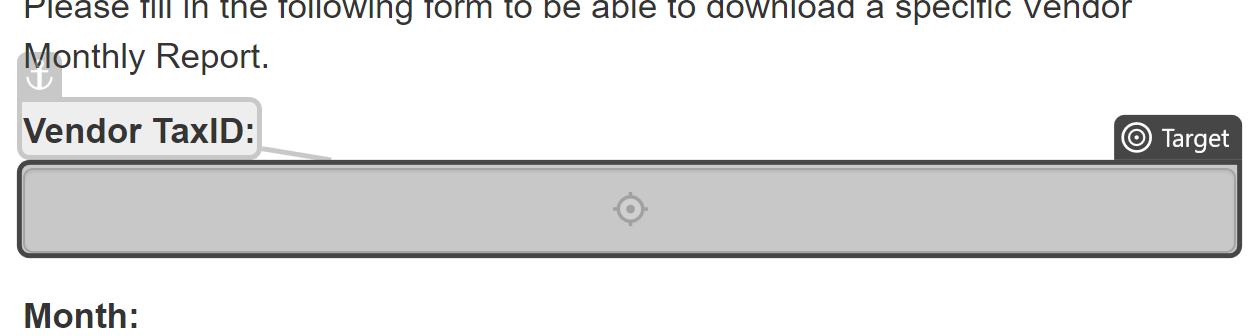 Please fill in the following form to be able to download a specific Vendor
Monthly Report.
Vendor TaxID:
Target
Month: